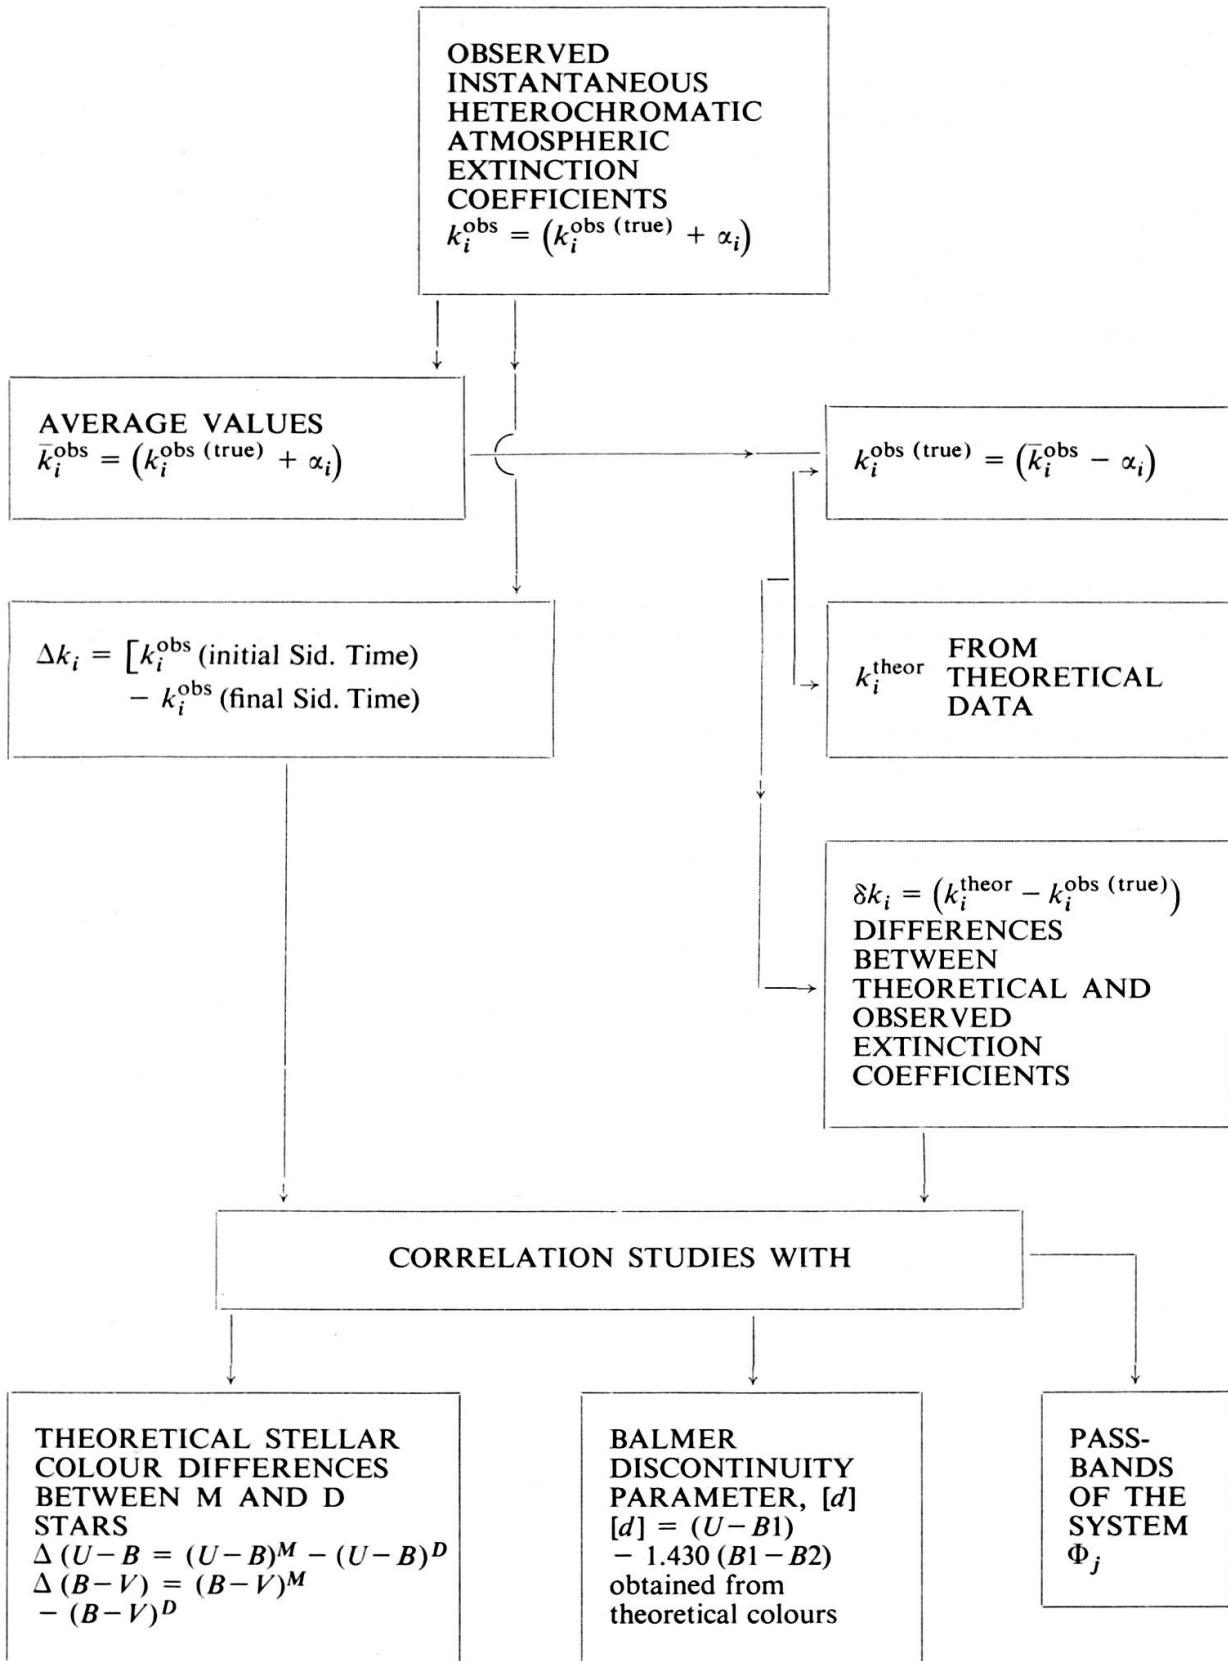 OBSERVED
INSTANTANEOUS
HETEROCHROMATIC
ATMOSPHERIC
EXTINCTION
COEFFICIENTS
k_i^obs = (k_i^obs (true) + α_i)
AVERAGE VALUES
k̄_i^obs = (k_i^obs (true) + α_i)
k_i^obs (true) = (k̄_i^obs − α_i)
Δk_i = [k_i^obs (initial Sid. Time)
− k_i^obs (final Sid. Time)
k_i^theor FROM
THEORETICAL
DATA
δk_i = (k_i^theor − k_i^obs (true))
DIFFERENCES
BETWEEN
THEORETICAL AND
OBSERVED
EXTINCTION
COEFFICIENTS
CORRELATION STUDIES WITH
THEORETICAL STELLAR
COLOUR DIFFERENCES
BETWEEN M AND D
STARS
Δ (U−B = (U−B)^M − (U−B)^D
Δ (B−V) = (B−V)^M
− (B−V)^D
BALMER
DISCONTINUITY
PARAMETER, [d]
[d] = (U−B1)
− 1.430 (B1−B2)
obtained from
theoretical colours
PASS-
BANDS
OF THE
SYSTEM
Φ_j